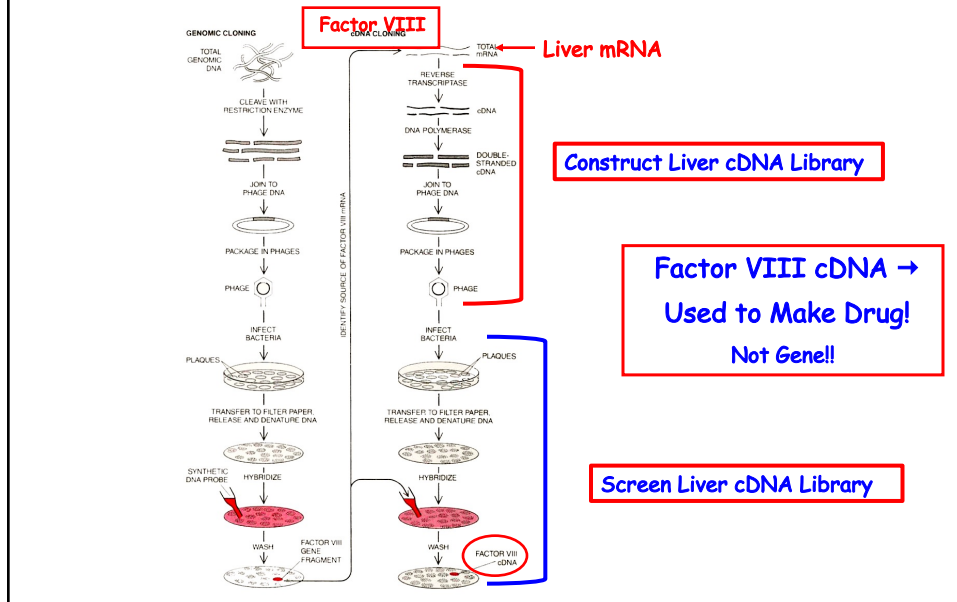 Factor VIII
GENOMIC CLONING
cDNA CLONING
TOTAL
GENOMIC
DNA
CLEAVE WITH
RESTRICTION ENZYME
JOIN TO
PHAGE DNA
PACKAGE IN PHAGES
PHAGE
INFECT
BACTERIA
PLAQUES
TRANSFER TO FILTER PAPER,
RELEASE AND DENATURE DNA
SYNTHETIC
DNA PROBE
HYBRIDIZE
WASH
FACTOR VIII
GENE
FRAGMENT
IDENTIFY SOURCE OF FACTOR VIII mRNA
TOTAL
mRNA
Liver mRNA
REVERSE
TRANSCRIPTASE
cDNA
DNA POLYMERASE
DOUBLE-
STRANDED
cDNA
JOIN TO
PHAGE DNA
PACKAGE IN PHAGES
PHAGE
INFECT
BACTERIA
PLAQUES
TRANSFER TO FILTER PAPER,
RELEASE AND DENATURE DNA
HYBRIDIZE
WASH
FACTOR VIII
cDNA
Construct Liver cDNA Library
Factor VIII cDNA →
Used to Make Drug!
Not Gene!!
Screen Liver cDNA Library